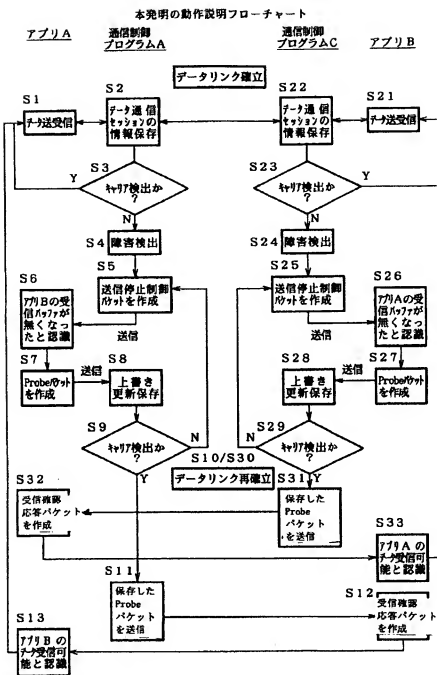 本発明の動作説明フローチャート
アプリA
通信制御
プログラムA
通信制御
プログラムC
アプリB
データリンク確立
S1
データ送受信
S2
データ通信
セッションの
情報保存
S22
データ通信
セッションの
情報保存
S21
データ送受信
S3
キャリア検出か
?
Y
N
S23
キャリア検出か
?
Y
N
S4
障害検出
S24
障害検出
S5
送信停止制御
パケットを作成
送信
S25
送信停止制御
パケットを作成
送信
S6
アプリBの受
信バッファが
無くなった
と認識
S26
アプリAの受
信バッファが
無くなった
と認識
S7
Probeパケット
を作成
送信
S8
上書き
更新保存
S28
上書き
更新保存
送信
S27
Probeパケット
を作成
S9
キャリア検出か
?
N
Y
S29
キャリア検出か
?
N
Y
S10/S30
データリンク再確立
S31
保存した
Probe
パケット
を送信
S32
受信確認
応答パケット
を作成
S33
アプリAの
データ受信可
能と認識
S11
保存した
Probe
パケット
を送信
S12
受信確認
応答パケット
を作成
S13
アプリBの
データ受信可
能と認識